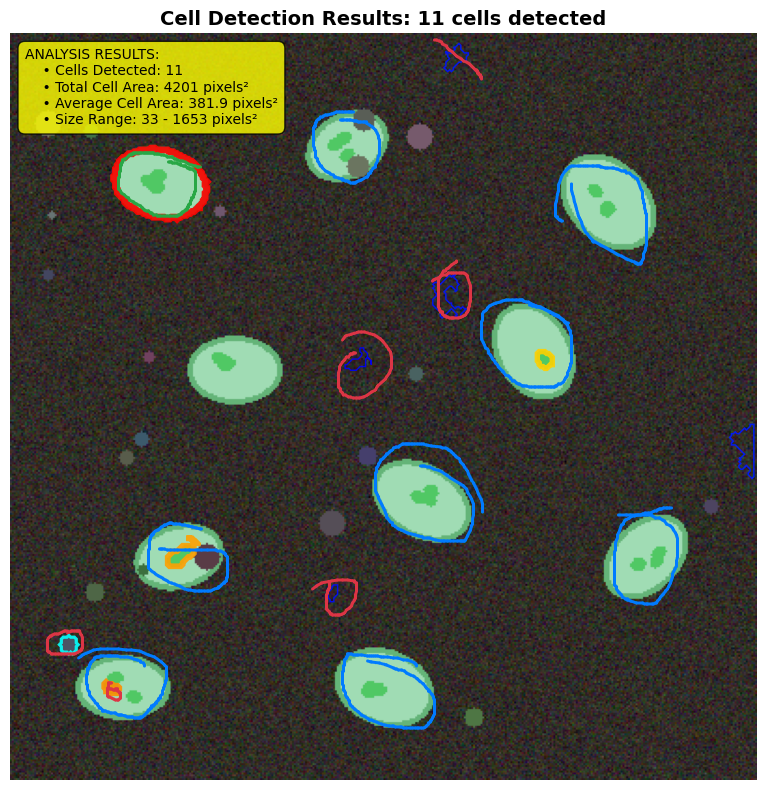 Cell Detection Results: 11 cells detected
ANALYSIS RESULTS:
• Cells Detected: 11
• Total Cell Area: 4201 pixels²
• Average Cell Area: 381.9 pixels²
• Size Range: 33 - 1653 pixels²